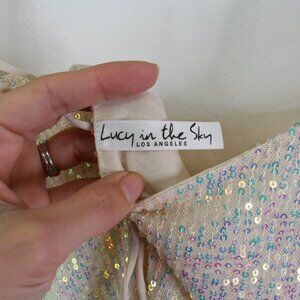 Lucy in the Sky
LOS ANGELES